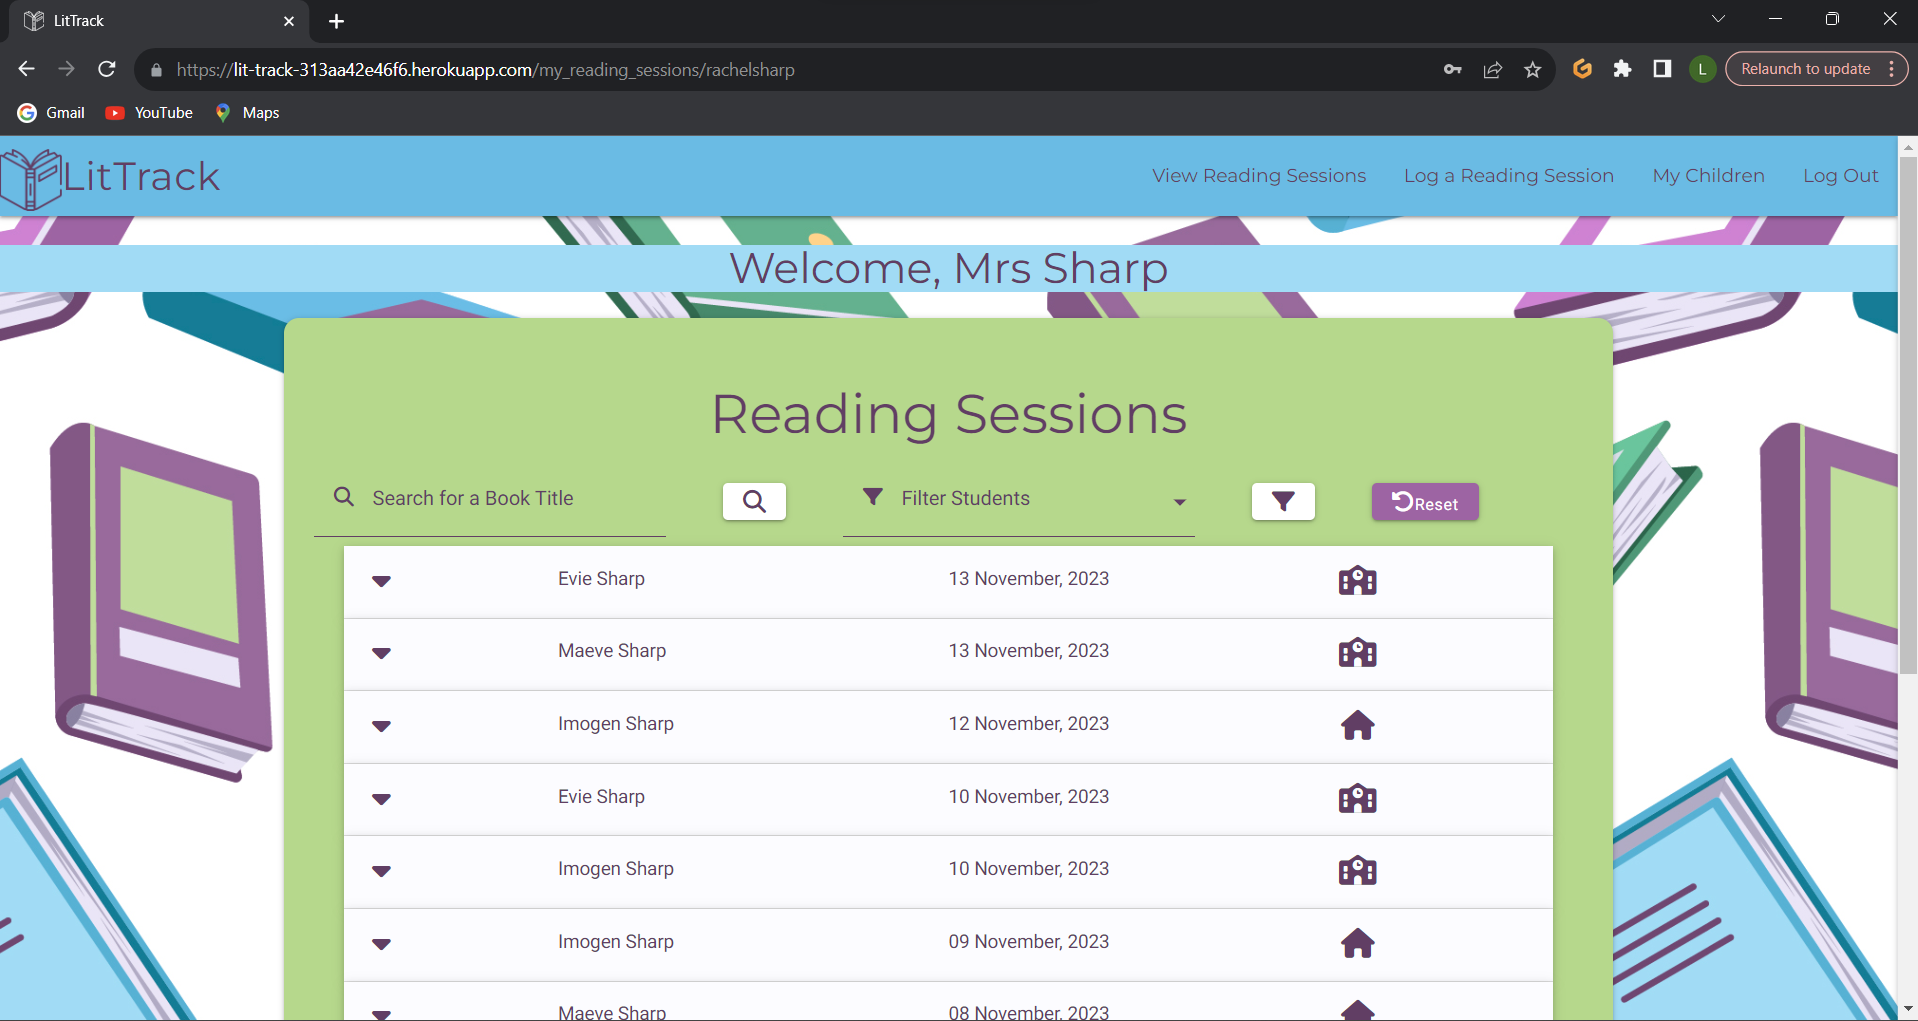 LitTrack
https://lit-track-313aa42e46f6.herokuapp.com/my_reading_sessions/rachelsharp
L
Relaunch to update
Gmail YouTube Maps
LitTrack
View Reading Sessions Log a Reading Session My Children Log Out
Welcome, Mrs Sharp
Reading Sessions
Search for a Book Title Filter Students Reset
Evie Sharp 13 November, 2023
Maeve Sharp 13 November, 2023
Imogen Sharp 12 November, 2023
Evie Sharp 10 November, 2023
Imogen Sharp 10 November, 2023
Imogen Sharp 09 November, 2023
Maeve Sharp 08 November, 2023